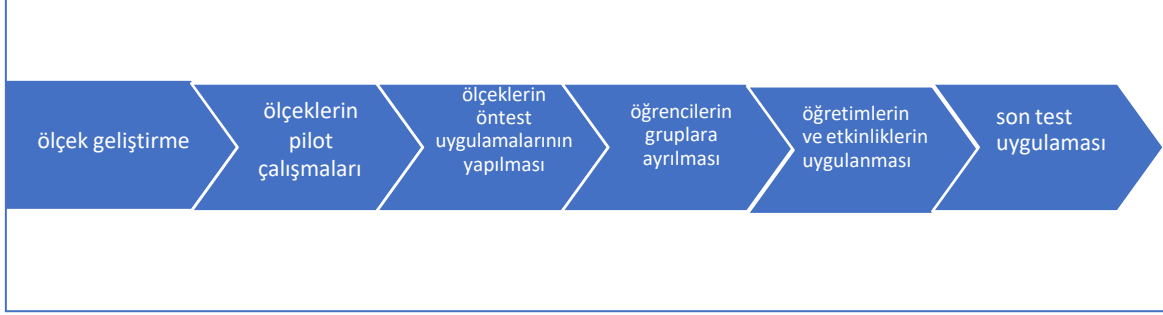 ölçek geliştirme
ölçeklerin
pilot
çalışmaları
ölçeklerin
öntest
uygulamalarının
yapılması
öğrencilerin
gruplara
ayrılması
öğretimlerin
ve etkinliklerin
uygulanması
son test
uygulaması